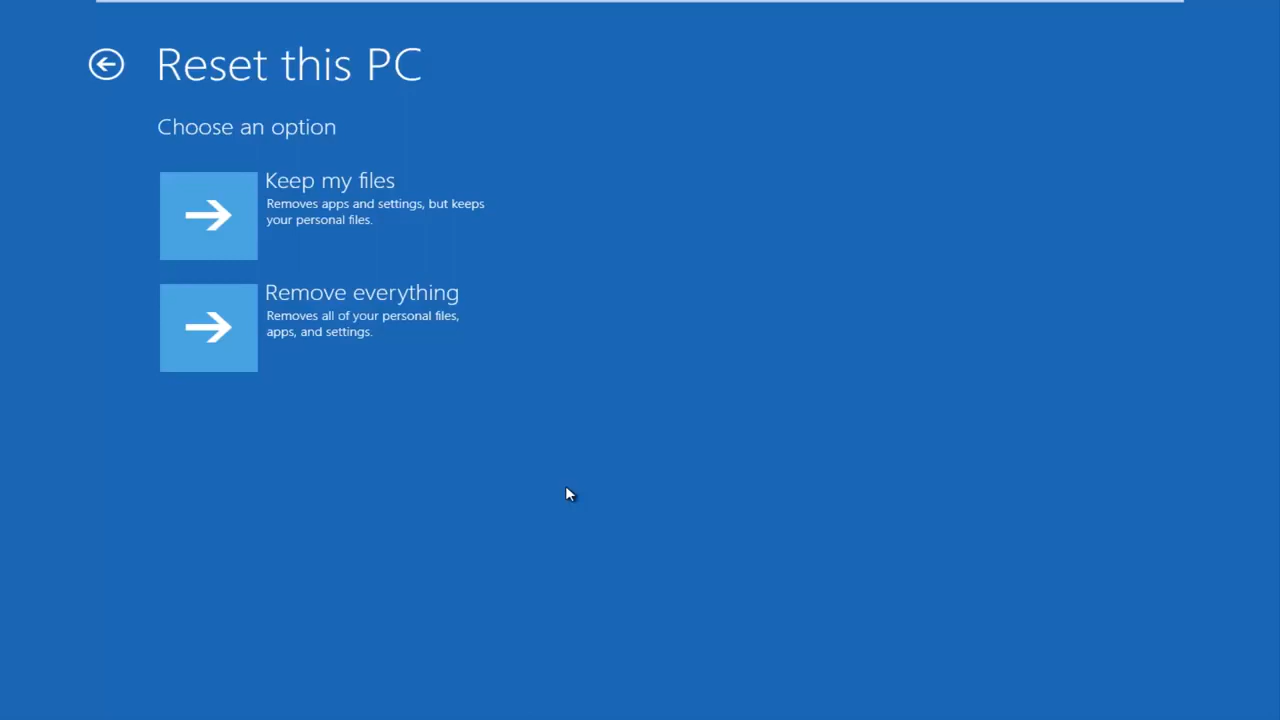 Reset this PC
Choose an option
Keep my files
Removes apps and settings, but keeps
your personal files.
Remove everything
Removes all of your personal files,
apps, and settings.